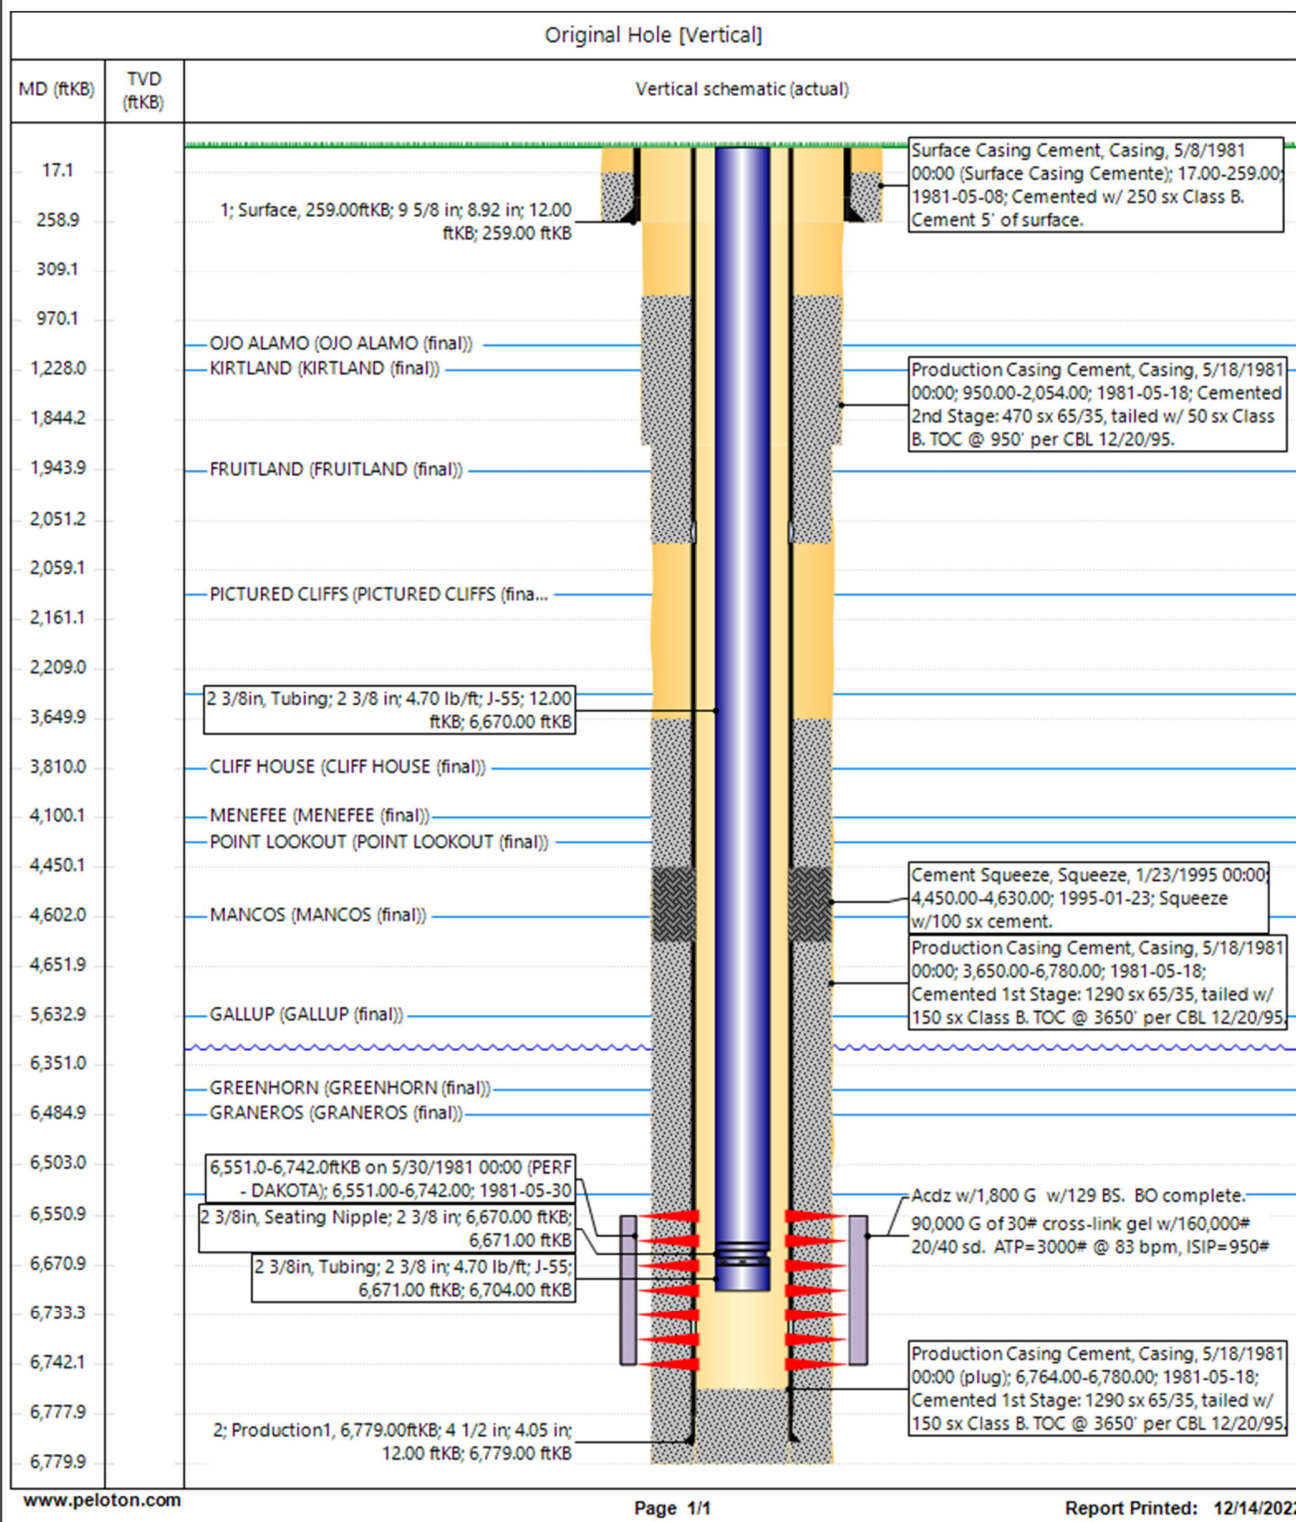 Original Hole [Vertical]
MD (ftKB)
TVD
(ftKB)
Vertical schematic (actual)
17.1
258.9
309.1
970.1
1,228.0
1,844.2
1,943.9
2,051.2
2,059.1
2,161.1
2,209.0
3,649.9
3,810.0
4,100.1
4,450.1
4,602.0
4,651.9
5,632.9
6,351.0
6,484.9
6,503.0
6,550.9
6,670.9
6,733.3
6,742.1
6,777.9
6,779.9
1; Surface, 259.00ftKB; 9 5/8 in; 8.92 in; 12.00
ftKB; 259.00 ftKB
OJO ALAMO (OJO ALAMO (final))
KIRTLAND (KIRTLAND (final))
FRUITLAND (FRUITLAND (final))
PICTURED CLIFFS (PICTURED CLIFFS (fina...
2 3/8in, Tubing; 2 3/8 in; 4.70 lb/ft; J-55; 12.00
ftKB; 6,670.00 ftKB
CLIFF HOUSE (CLIFF HOUSE (final))
MENEFEE (MENEFEE (final))
POINT LOOKOUT (POINT LOOKOUT (final))
MANCOS (MANCOS (final))
GALLUP (GALLUP (final))
GREENHORN (GREENHORN (final))
GRANEROS (GRANEROS (final))
6,551.0-6,742.0ftKB on 5/30/1981 00:00 (PERF
- DAKOTA); 6,551.00-6,742.00; 1981-05-30
2 3/8in, Seating Nipple; 2 3/8 in; 6,670.00 ftKB;
6,671.00 ftKB
2 3/8in, Tubing; 2 3/8 in; 4.70 lb/ft; J-55;
6,671.00 ftKB; 6,704.00 ftKB
2; Production1, 6,779.00ftKB; 4 1/2 in; 4.05 in;
12.00 ftKB; 6,779.00 ftKB
Surface Casing Cement, Casing, 5/8/1981
00:00 (Surface Casing Cemente); 17.00-259.00;
1981-05-08; Cemented w/ 250 sx Class B.
Cement 5' of surface.
Production Casing Cement, Casing, 5/18/1981
00:00; 950.00-2,054.00; 1981-05-18; Cemented
2nd Stage: 470 sx 65/35, tailed w/ 50 sx Class
B. TOC @ 950' per CBL 12/20/95.
Cement Squeeze, Squeeze, 1/23/1995 00:00;
4,450.00-4,630.00; 1995-01-23; Squeeze
w/100 sx cement.
Production Casing Cement, Casing, 5/18/1981
00:00; 3,650.00-6,780.00; 1981-05-18;
Cemented 1st Stage: 1290 sx 65/35, tailed w/
150 sx Class B. TOC @ 3650' per CBL 12/20/95.
Acdz w/1,800 G w/129 BS. BO complete.
90,000 G of 30# cross-link gel w/160,000#
20/40 sd. ATP=3000# @ 83 bpm, ISIP=950#
Production Casing Cement, Casing, 5/18/1981
00:00 (plug); 6,764.00-6,780.00; 1981-05-18;
Cemented 1st Stage: 1290 sx 65/35, tailed w/
150 sx Class B. TOC @ 3650' per CBL 12/20/95.
www.peloton.com
Page 1/1
Report Printed: 12/14/2022